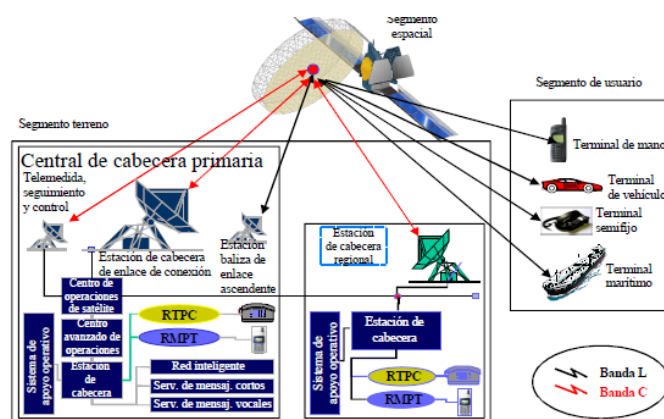 Segmento
espacial
Segmento de usuario
Segmento terreno
Central de cabecera primaria
Telemedida,
seguimiento
y control
Estación de cabecera
de enlace de conexión
Estación
baliza de
enlace
ascendente
Estación
de cabecera
regional
Terminal de mano
Terminal
de vehículo
Terminal
semifijo
Terminal
marítimo
Sistema de
apoyo operativo
Centro de
operaciones
de satélite
Centro
avanzado de
operaciones
Estación
de
cabecera
RTPC
RMPT
Red inteligente
Serv. de mensaj. cortos
Serv. de mensaj. vocales
Sistema de
apoyo operativo
Estación de
cabecera
RTPC
RMPT
Banda L
Banda C